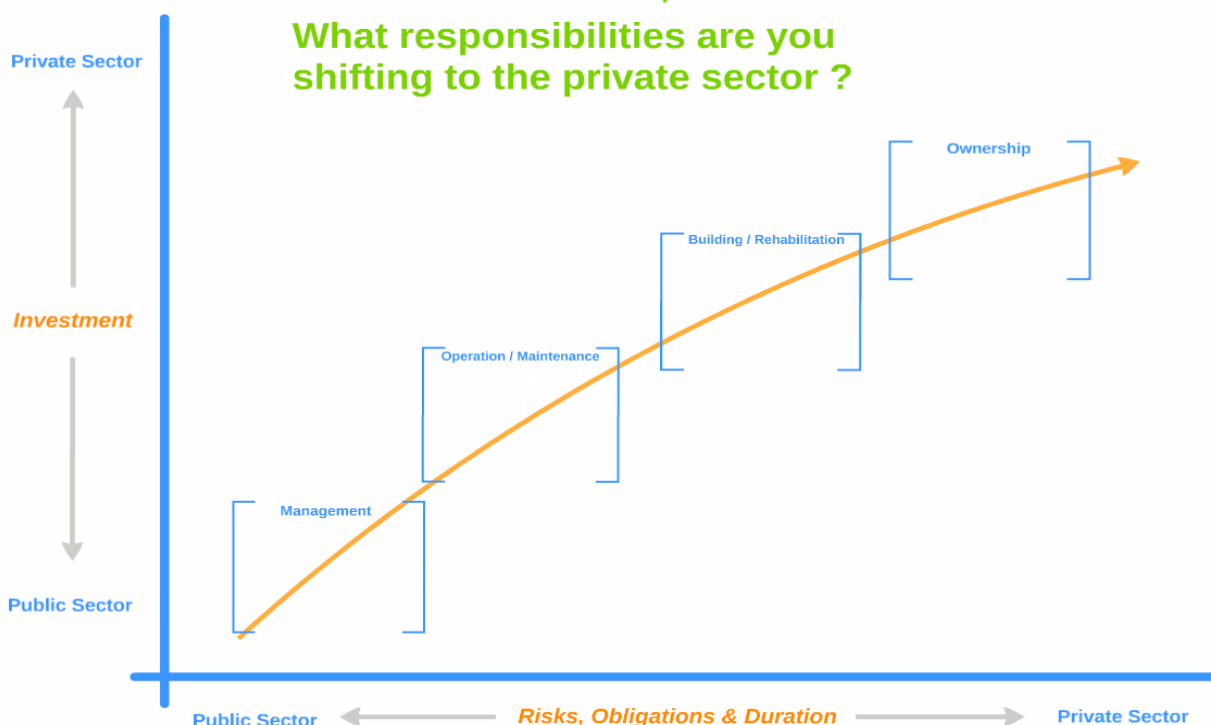 What responsibilities are you
shifting to the private sector ?
Private Sector
Ownership
Building / Rehabilitation
Investment
Operation / Maintenance
Management
Public Sector
Public Sector
Risks, Obligations & Duration
Private Sector